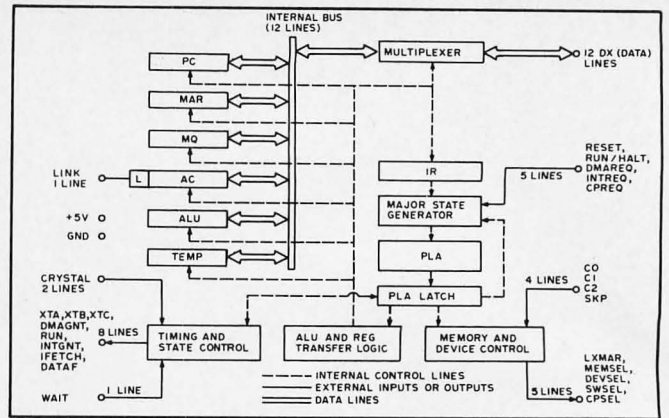 INTERNAL BUS
(12 LINES)
PC
MAR
MQ
LINK
1 LINE
L
AC
+5V
GND
ALU
TEMP
MULTIPLEXER
12 DX (DATA)
LINES
IR
MAJOR STATE
GENERATOR
PLA
PLA LATCH
RESET,
RUN/HALT,
DMAREQ,
INTREQ,
CPREQ
5 LINES
CRYSTAL
2 LINES
XTA,XTB,XTC,
DMAGNT,
RUN,
INTGNT,
IFETCH,
DATAF
8 LINES
WAIT
1 LINE
TIMING AND
STATE CONTROL
ALU AND REG
TRANSFER LOGIC
MEMORY AND
DEVICE CONTROL
4 LINES
C0
C1
C2
SKP
LXMAR,
MEMSEL,
DEVSEL,
SWSEL,
CPSEL
5 LINES
INTERNAL CONTROL LINES
EXTERNAL INPUTS OR OUTPUTS
DATA LINES